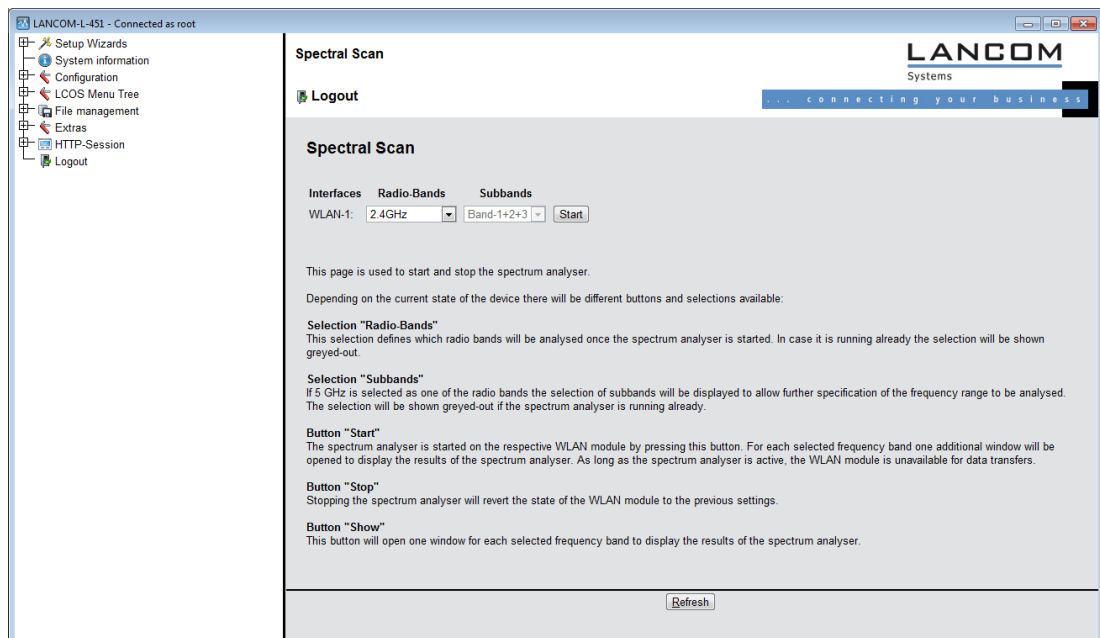 LANCOM-L-451 - Connected as root
Setup Wizards
System information
Configuration
LCOS Menu Tree
File management
Extras
HTTP-Session
Logout
Spectral Scan
LANCOM
Systems
Logout
... connecting your business
Spectral Scan
Interfaces Radio-Bands Subbands
WLAN-1: 2.4GHz Band-1+2+3 Start
This page is used to start and stop the spectrum analyser.
Depending on the current state of the device there will be different buttons and selections available:
Selection "Radio-Bands"
This selection defines which radio bands will be analysed once the spectrum analyser is started. In case it is running already the selection will be shown
greyed-out.
Selection "Subbands"
If 5 GHz is selected as one of the radio bands the selection of subbands will be displayed to allow further specification of the frequency range to be analysed.
The selection will be shown greyed-out if the spectrum analyser is running already.
Button "Start"
The spectrum analyser is started on the respective WLAN module by pressing this button. For each selected frequency band one additional window will be
opened to display the results of the spectrum analyser. As long as the spectrum analyser is active, the WLAN module is unavailable for data transfers.
Button "Stop"
Stopping the spectrum analyser will revert the state of the WLAN module to the previous settings.
Button "Show"
This button will open one window for each selected frequency band to display the results of the spectrum analyser.
Refresh